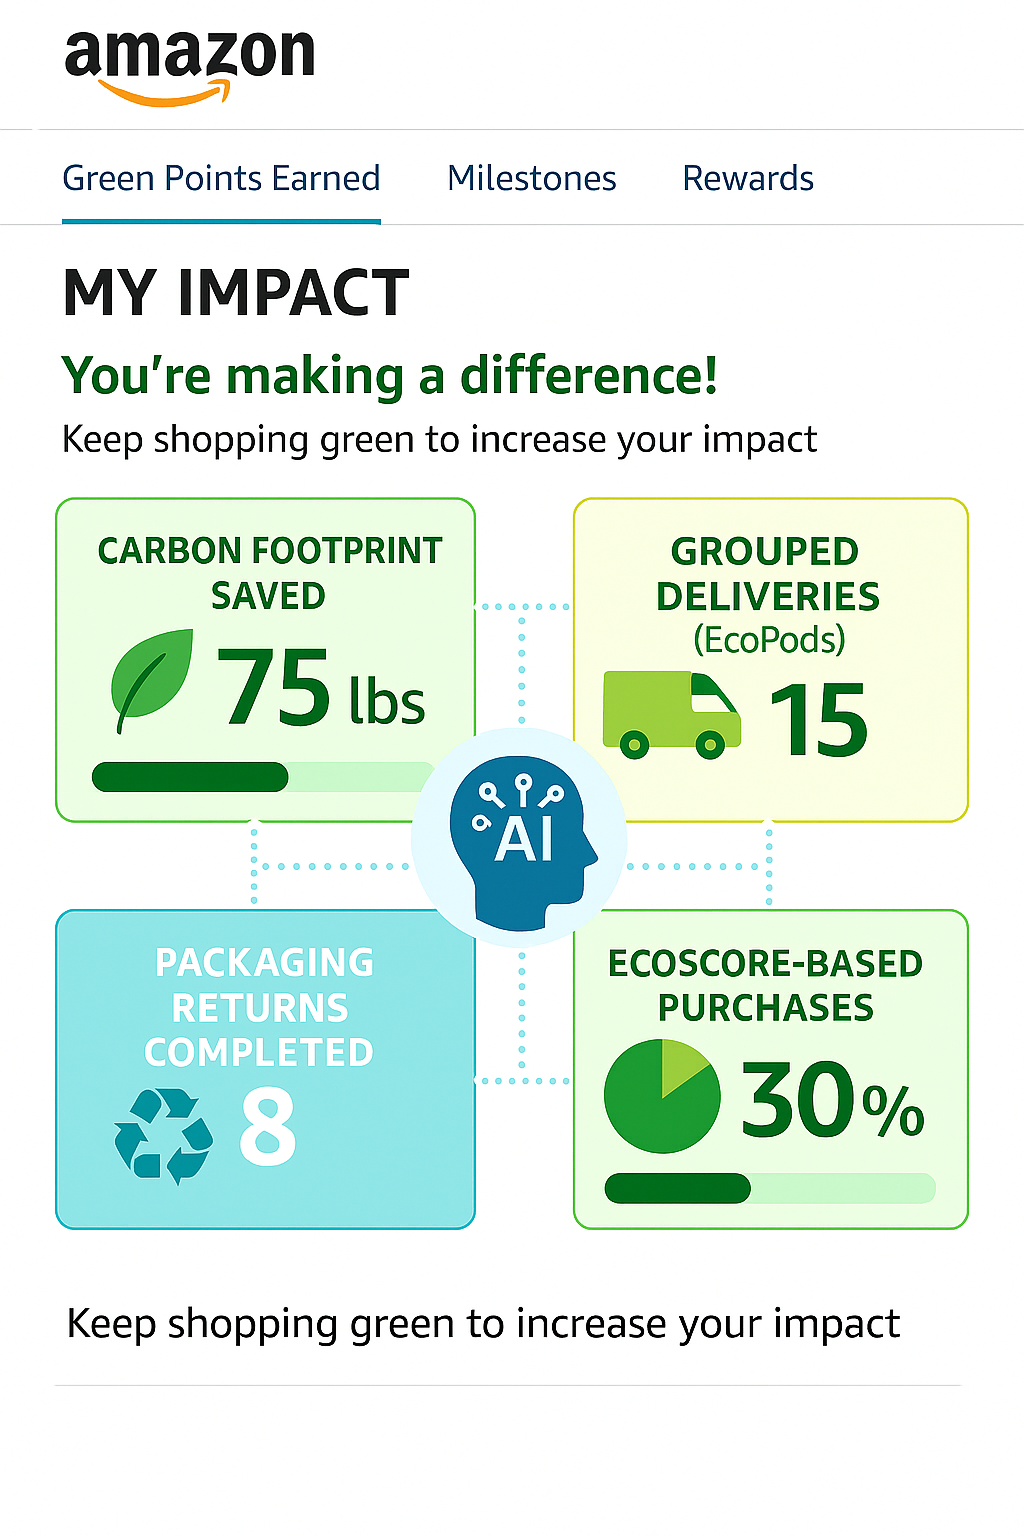 amazon
Green Points Earned Milestones Rewards
MY IMPACT
You're making a difference!
Keep shopping green to increase your impact
CARBON FOOTPRINT
SAVED
75 lbs
GROUPED
DELIVERIES
(EcoPods)
15
AI
PACKAGING
RETURNS
COMPLETED
8
ECOSCORE-BASED
PURCHASES
30%
Keep shopping green to increase your impact